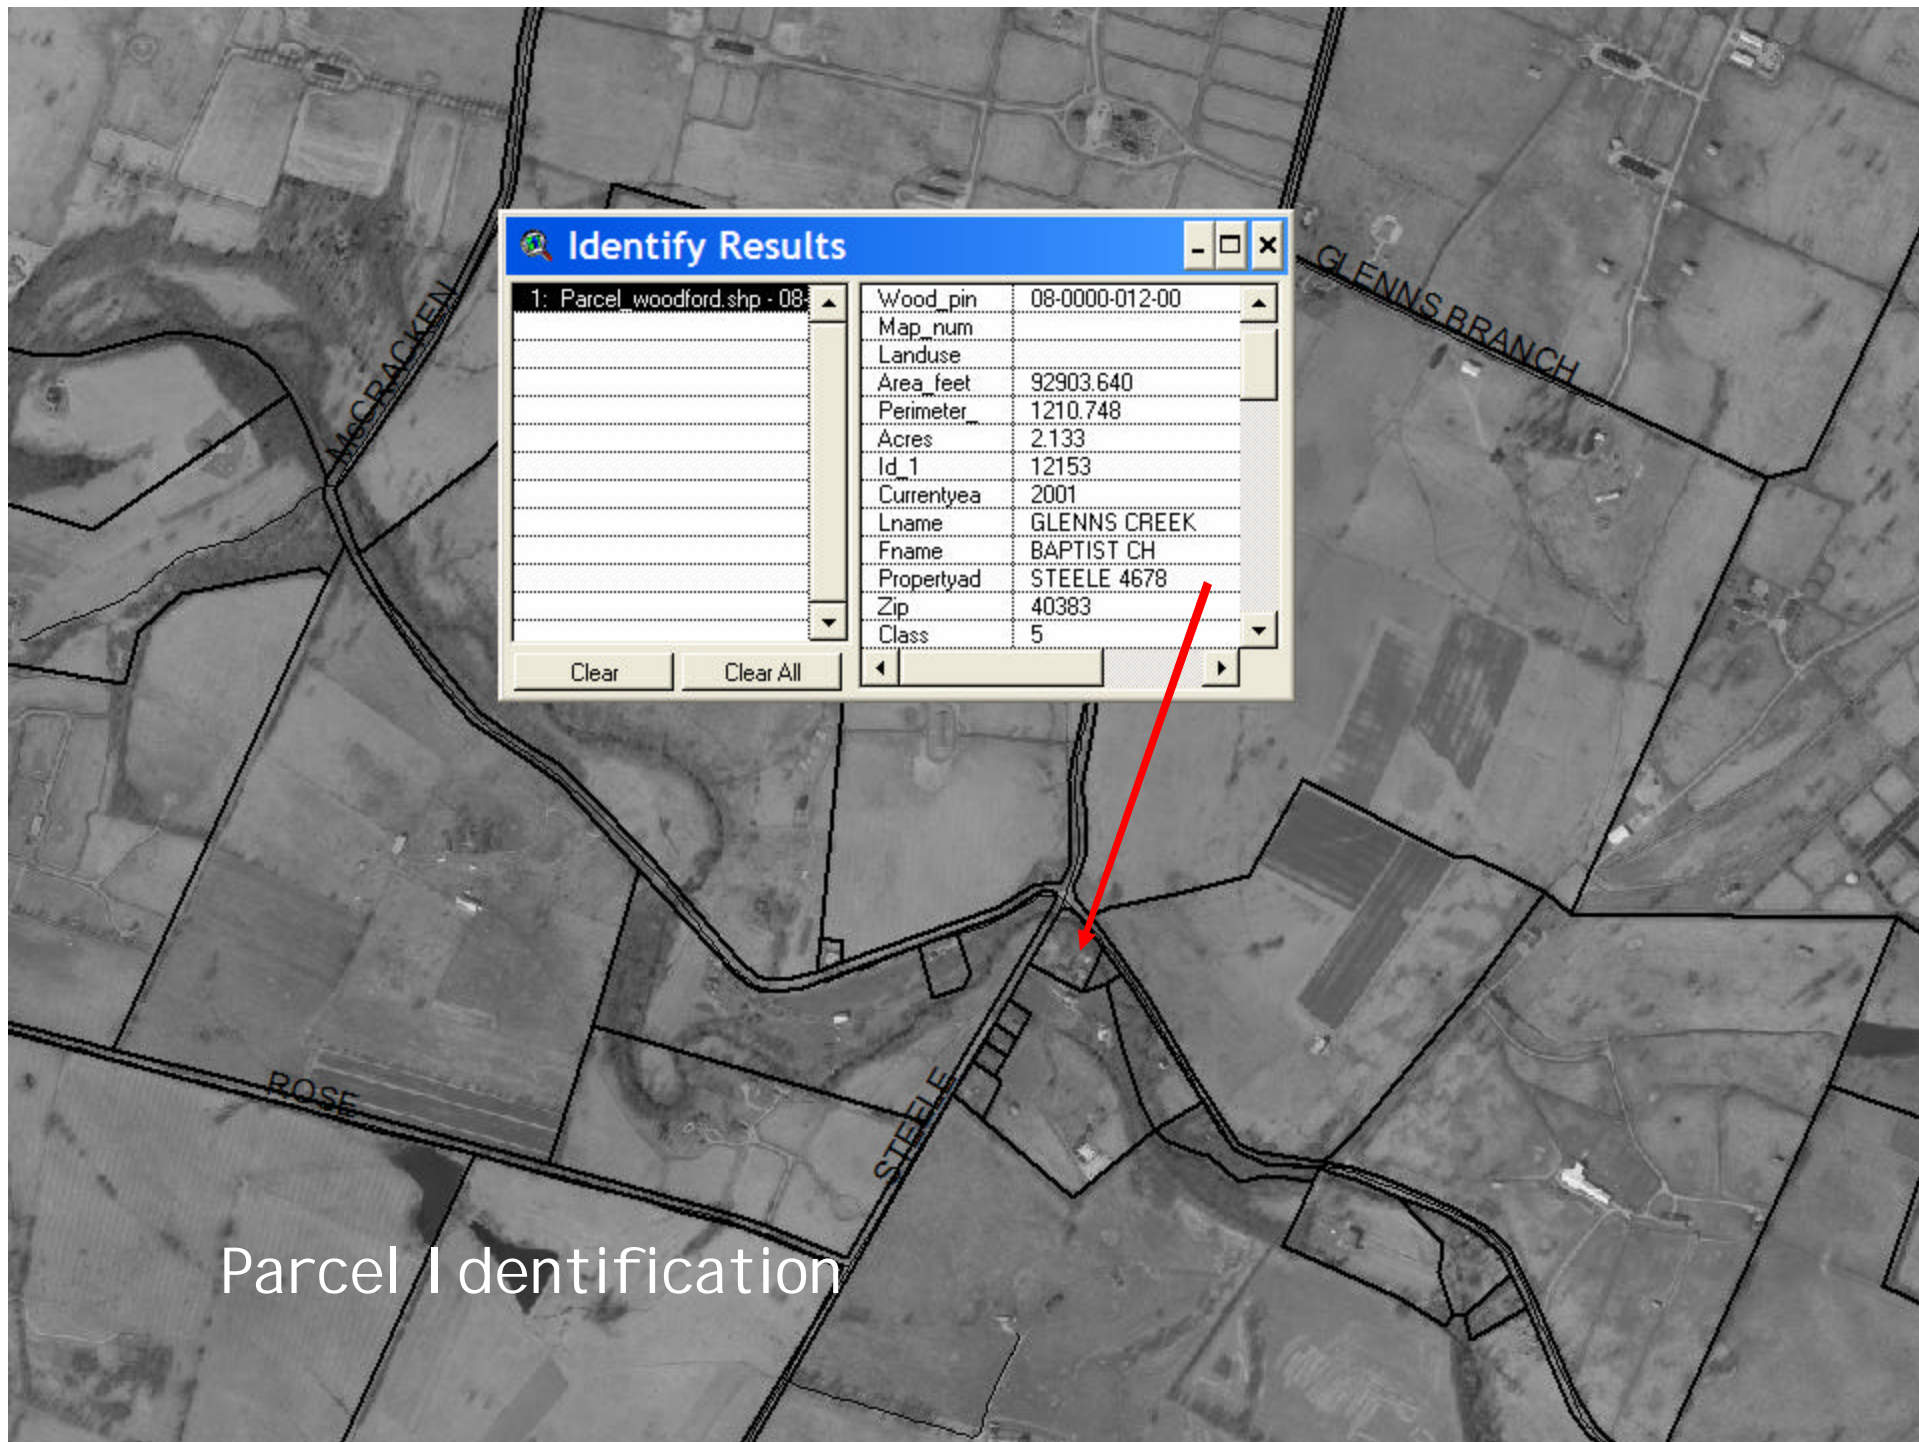 Identify Results
1: Parcel_woodford.shp - 08-
Wood_pin 08-0000-012-00
Map_num
Landuse
Area_feet 92903.640
Perimeter_ 1210.748
Acres 2.133
Id_1 12153
Currentyea 2001
Lname GLENNS CREEK
Fname BAPTIST CH
Propertyad STEELE 4678
Zip 40383
Class 5
Clear Clear All
GLENNS BRANCH
McCRACKEN
ROSE
STEELE
Parcel Identification